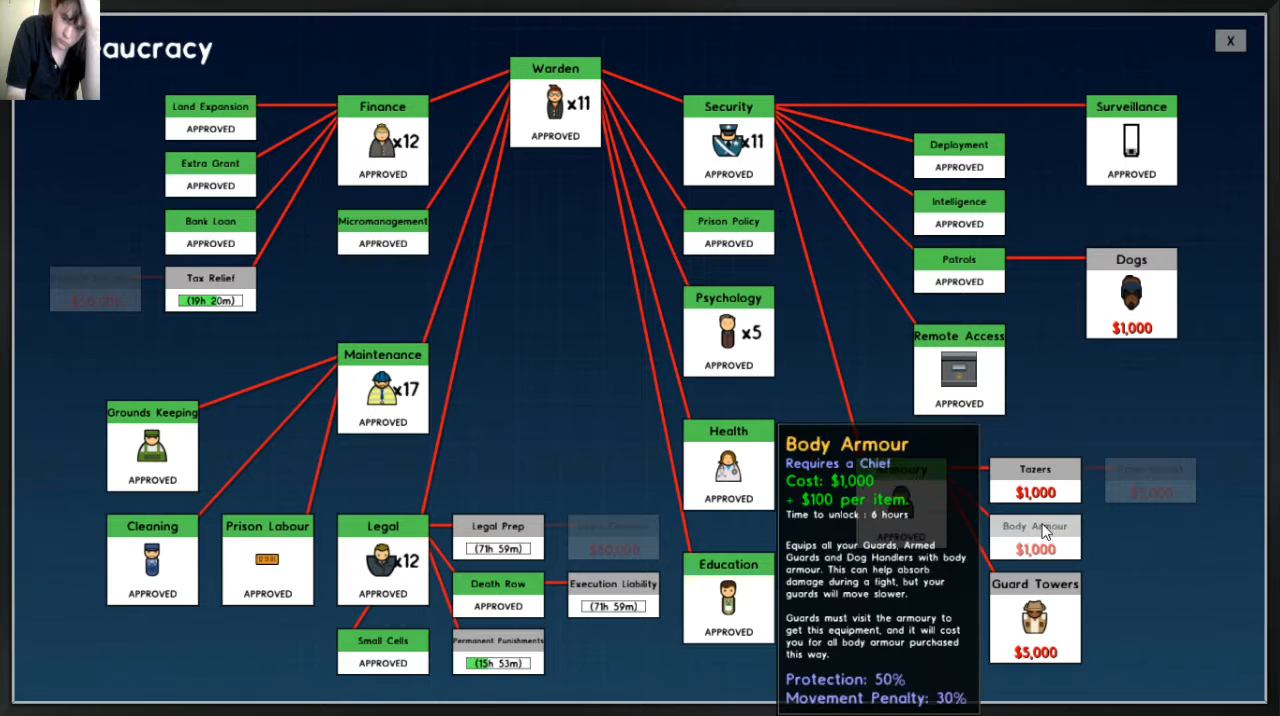 aucracy
X
Warden
x11
APPROVED
Land Expansion
APPROVED
Finance
x12
APPROVED
Security
x11
APPROVED
Surveillance
APPROVED
Deployment
APPROVED
Extra Grant
APPROVED
Intelligence
APPROVED
Bank Loan
APPROVED
Micromanagement
APPROVED
Prison Policy
APPROVED
Patrols
APPROVED
Dogs
$1,000
Tax Relief
(19h 20m)
Psychology
x5
APPROVED
Remote Access
APPROVED
Maintenance
x17
APPROVED
Grounds Keeping
APPROVED
Health
APPROVED
Body Armour
Requires a Chief
Cost: $1,000
+ $100 per item.
Time to unlock : 6 hours
Equips all your Guards, Armed
Guards and Dog Handlers with body
armour. This can help absorb
damage during a fight, but your
guards will move slower.
Guards must visit the armoury to
get this equipment, and it will cost
you for all body armour purchased
this way.
Protection: 50%
Movement Penalty: 30%
Tazers
$1,000
Body Armour
$1,000
Guard Towers
$5,000
Cleaning
APPROVED
Prison Labour
APPROVED
Legal
x12
APPROVED
Legal Prep
(71h 59m)
$50,000
Death Row
APPROVED
Execution Liability
(71h 59m)
Education
APPROVED
Small Cells
APPROVED
Permanent Punishments
(15h 53m)